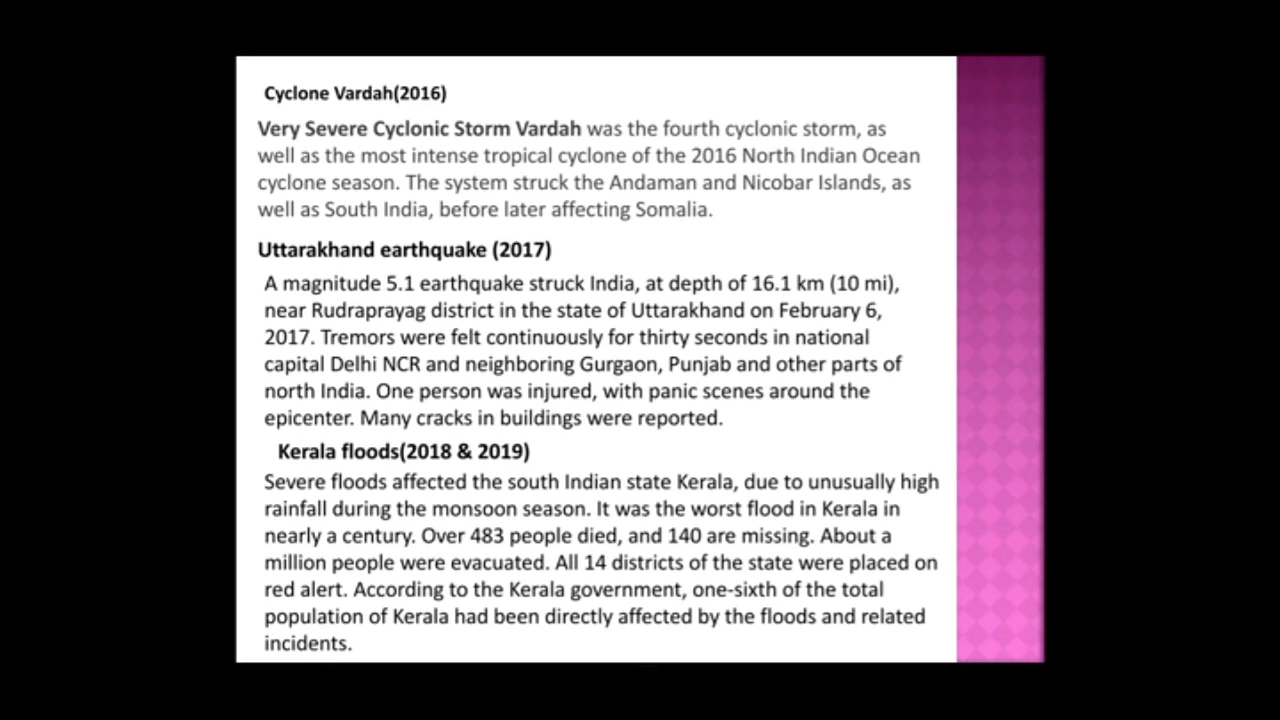 Cyclone Vardah(2016)
Very Severe Cyclonic Storm Vardah was the fourth cyclonic storm, as
well as the most intense tropical cyclone of the 2016 North Indian Ocean
cyclone season. The system struck the Andaman and Nicobar Islands, as
well as South India, before later affecting Somalia.
Uttarakhand earthquake (2017)
A magnitude 5.1 earthquake struck India, at depth of 16.1 km (10 mi),
near Rudraprayag district in the state of Uttarakhand on February 6,
2017. Tremors were felt continuously for thirty seconds in national
capital Delhi NCR and neighboring Gurgaon, Punjab and other parts of
north India. One person was injured, with panic scenes around the
epicenter. Many cracks in buildings were reported.
Kerala floods(2018 & 2019)
Severe floods affected the south Indian state Kerala, due to unusually high
rainfall during the monsoon season. It was the worst flood in Kerala in
nearly a century. Over 483 people died, and 140 are missing. About a
million people were evacuated. All 14 districts of the state were placed on
red alert. According to the Kerala government, one-sixth of the total
population of Kerala had been directly affected by the floods and related
incidents.